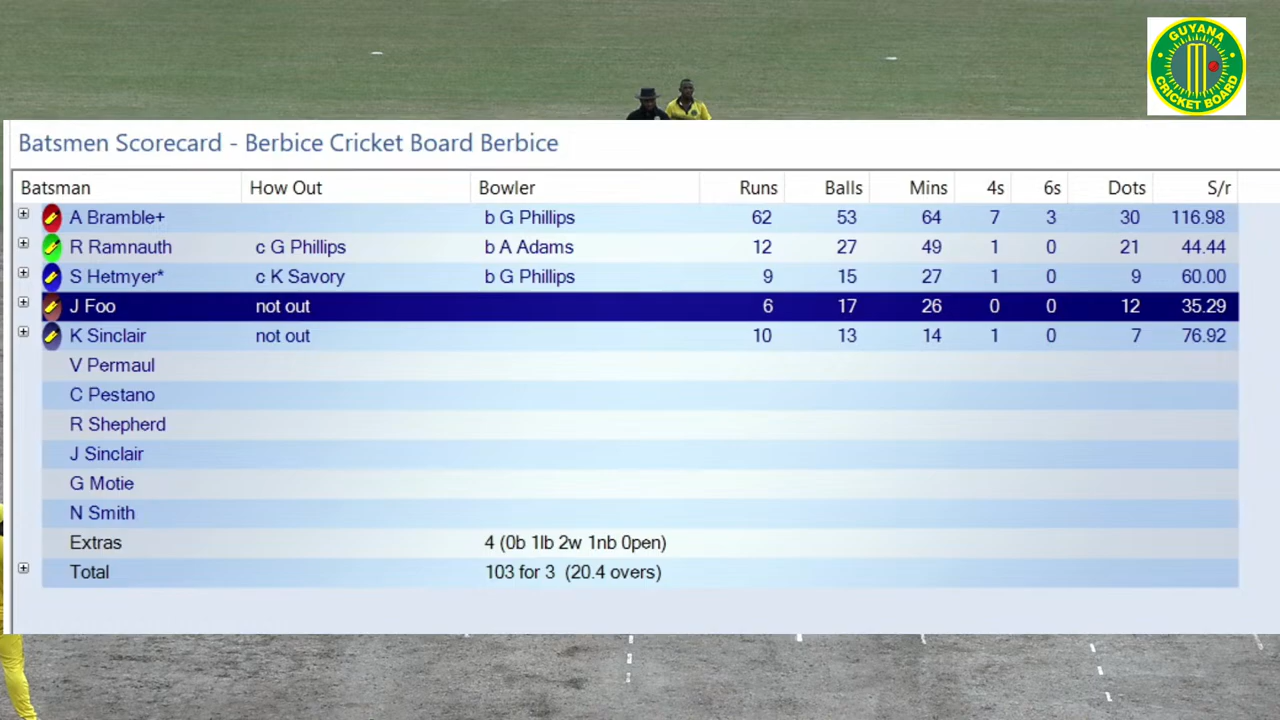 GUYANA
CRICKET BOARD
Batsmen Scorecard - Berbice Cricket Board Berbice
Batsman How Out Bowler Runs Balls Mins 4s 6s Dots S/r
A Bramble+ b G Phillips 62 53 64 7 3 30 116.98
R Ramnauth c G Phillips b A Adams 12 27 49 1 0 21 44.44
S Hetmyer* c K Savory b G Phillips 9 15 27 1 0 9 60.00
J Foo not out 6 17 26 0 0 12 35.29
K Sinclair not out 10 13 14 1 0 7 76.92
V Permaul
C Pestano
R Shepherd
J Sinclair
G Motie
N Smith
Extras 4 (0b 1lb 2w 1nb 0pen)
Total 103 for 3 (20.4 overs)